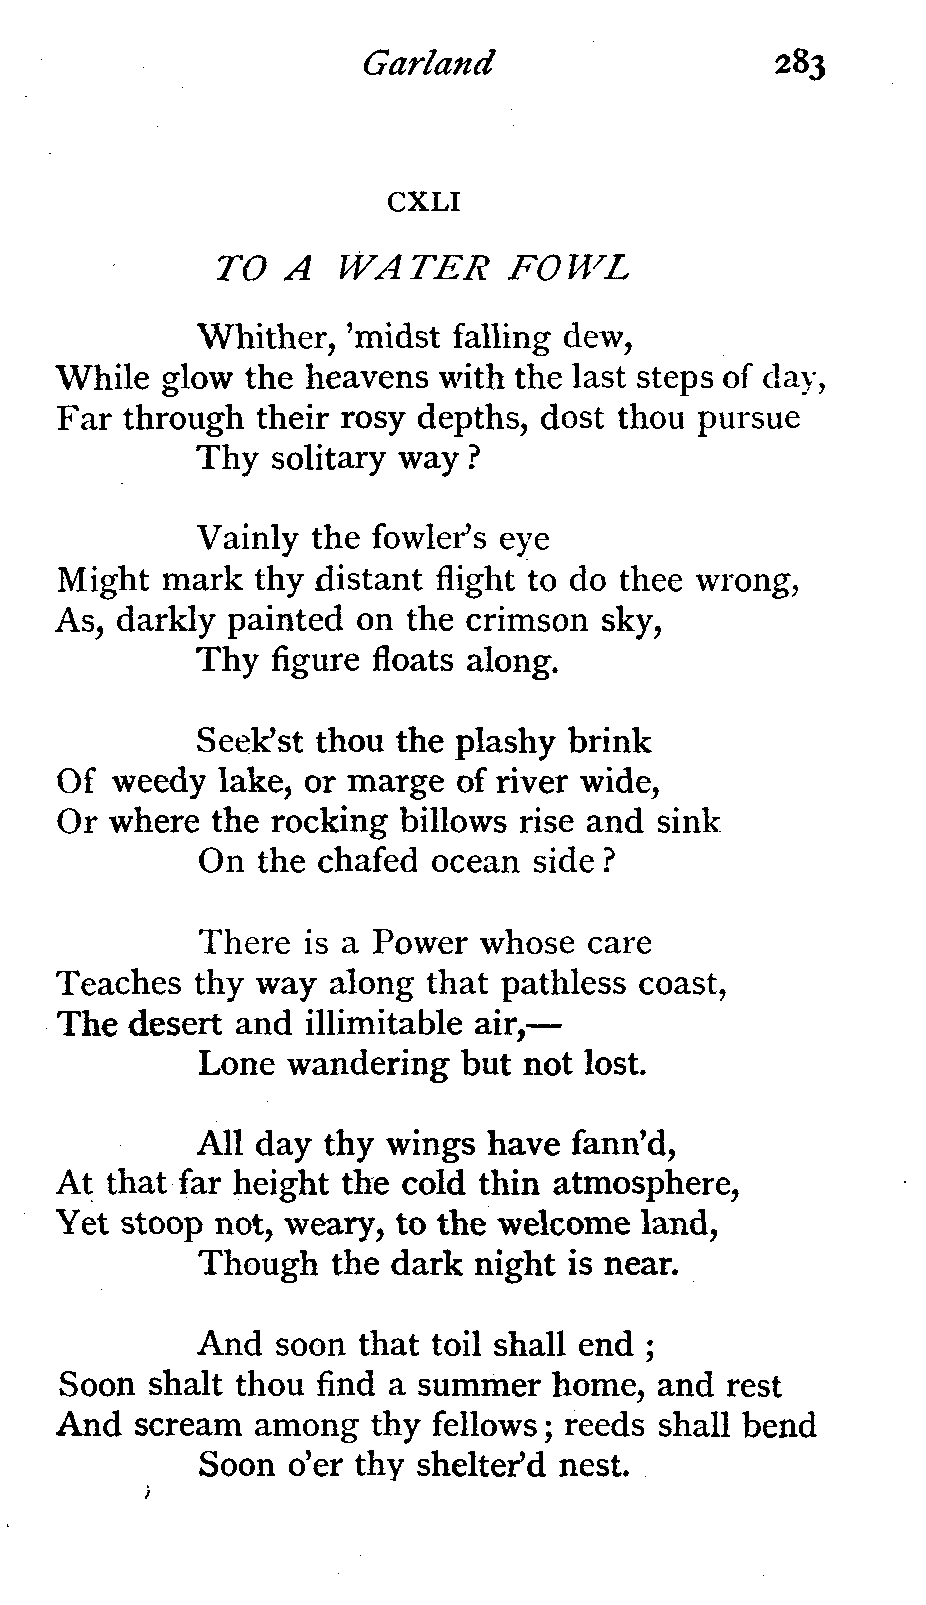 Garland 283
CXLI
TO A WATER FOWL
Whither, 'midst falling dew,
While glow the heavens with the last steps of day,
Far through their rosy depths, dost thou pursue
Thy solitary way ?
Vainly the fowler's eye
Might mark thy distant flight to do thee wrong,
As, darkly painted on the crimson sky,
Thy figure floats along.
Seek'st thou the plashy brink
Of weedy lake, or marge of river wide,
Or where the rocking billows rise and sink
On the chafed ocean side ?
There is a Power whose care
Teaches thy way along that pathless coast,
The desert and illimitable air,—
Lone wandering but not lost.
All day thy wings have fann'd,
At that far height the cold thin atmosphere,
Yet stoop not, weary, to the welcome land,
Though the dark night is near.
And soon that toil shall end ;
Soon shalt thou find a summer home, and rest
And scream among thy fellows ; reeds shall bend
Soon o'er thy shelter'd nest.